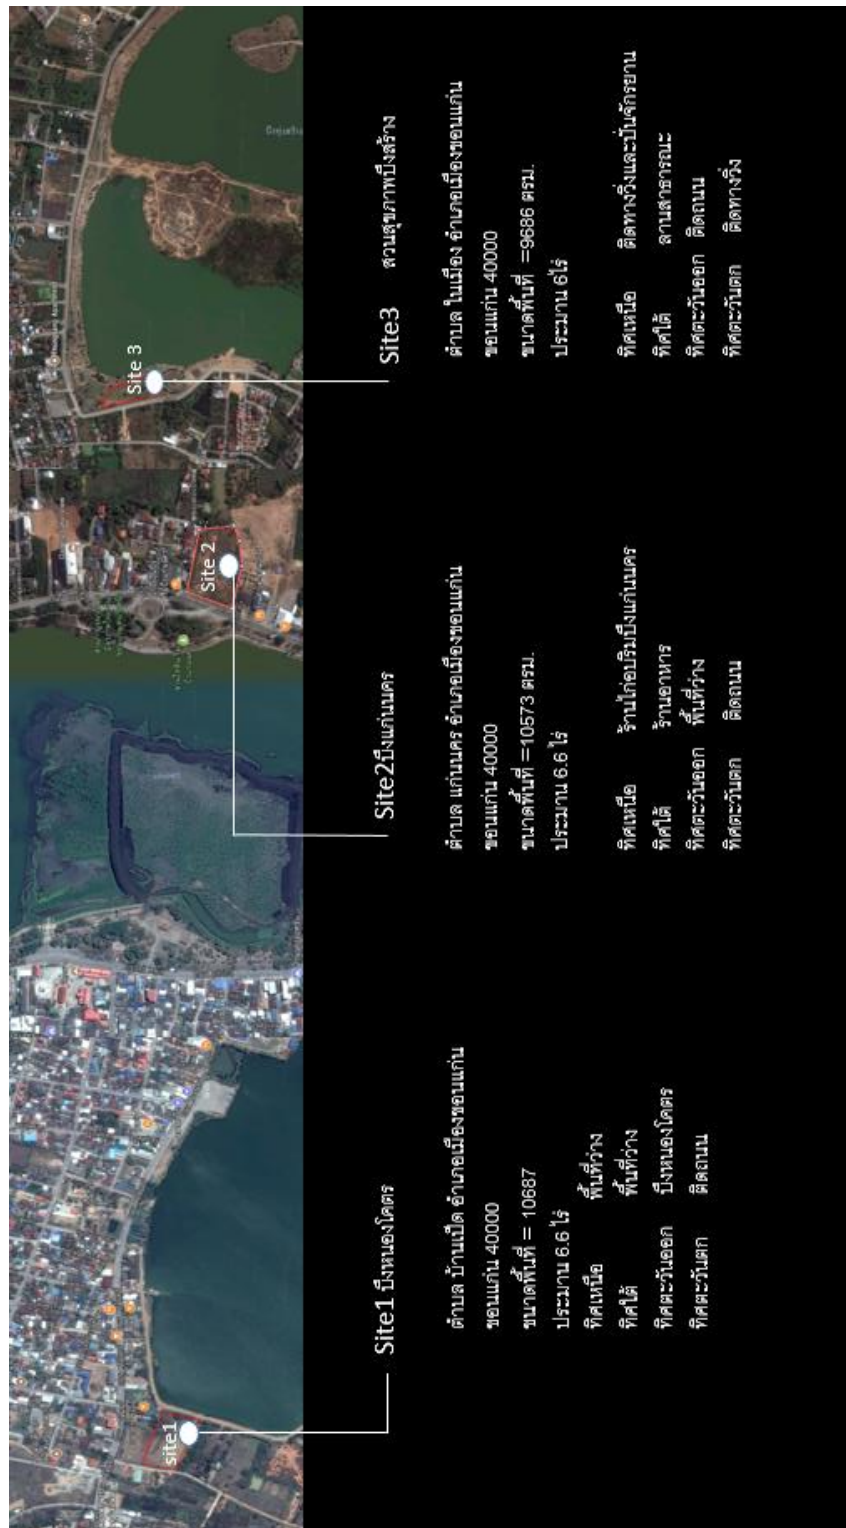 site1
Site 2
Site 3
Site1 บึงหนองโคตร
ตำบล บ้านเป็ด อำเภอเมืองขอนแก่น
ขอนแก่น 40000
ขนาดพื้นที่ = 10687
ประมาน 6.6 ไร่
ทิศเหนือ พื้นที่ว่าง
ทิศใต้ พื้นที่ว่าง
ทิศตะวันออก บึงหนองโคตร
ทิศตะวันตก ติดถนน
Site2บึงแก่นนคร
ตำบล แก่นนคร อำเภอเมืองขอนแก่น
ขอนแก่น 40000
ขนาดพื้นที่ =10573 ตรม.
ประมาน 6.6 ไร่
ทิศเหนือ ร้านไก่อปริมบึงแก่นนคร
ทิศใต้ ร้านอาหาร
ทิศตะวันออก พื้นที่ว่าง
ทิศตะวันตก ติดถนน
Site3 สวนสุขภาพบึงสร้าง
ตำบล ในเมือง อำเภอเมืองขอนแก่น
ขอนแก่น 40000
ขนาดพื้นที่ =9686 ตรม.
ประมาน 6ไร่
ทิศเหนือ ติดทางวิ่งและปั่นจักรยาน
ทิศใต้ ลานสาธารณะ
ทิศตะวันออก ติดถนน
ทิศตะวันตก ติดทางวิ่ง